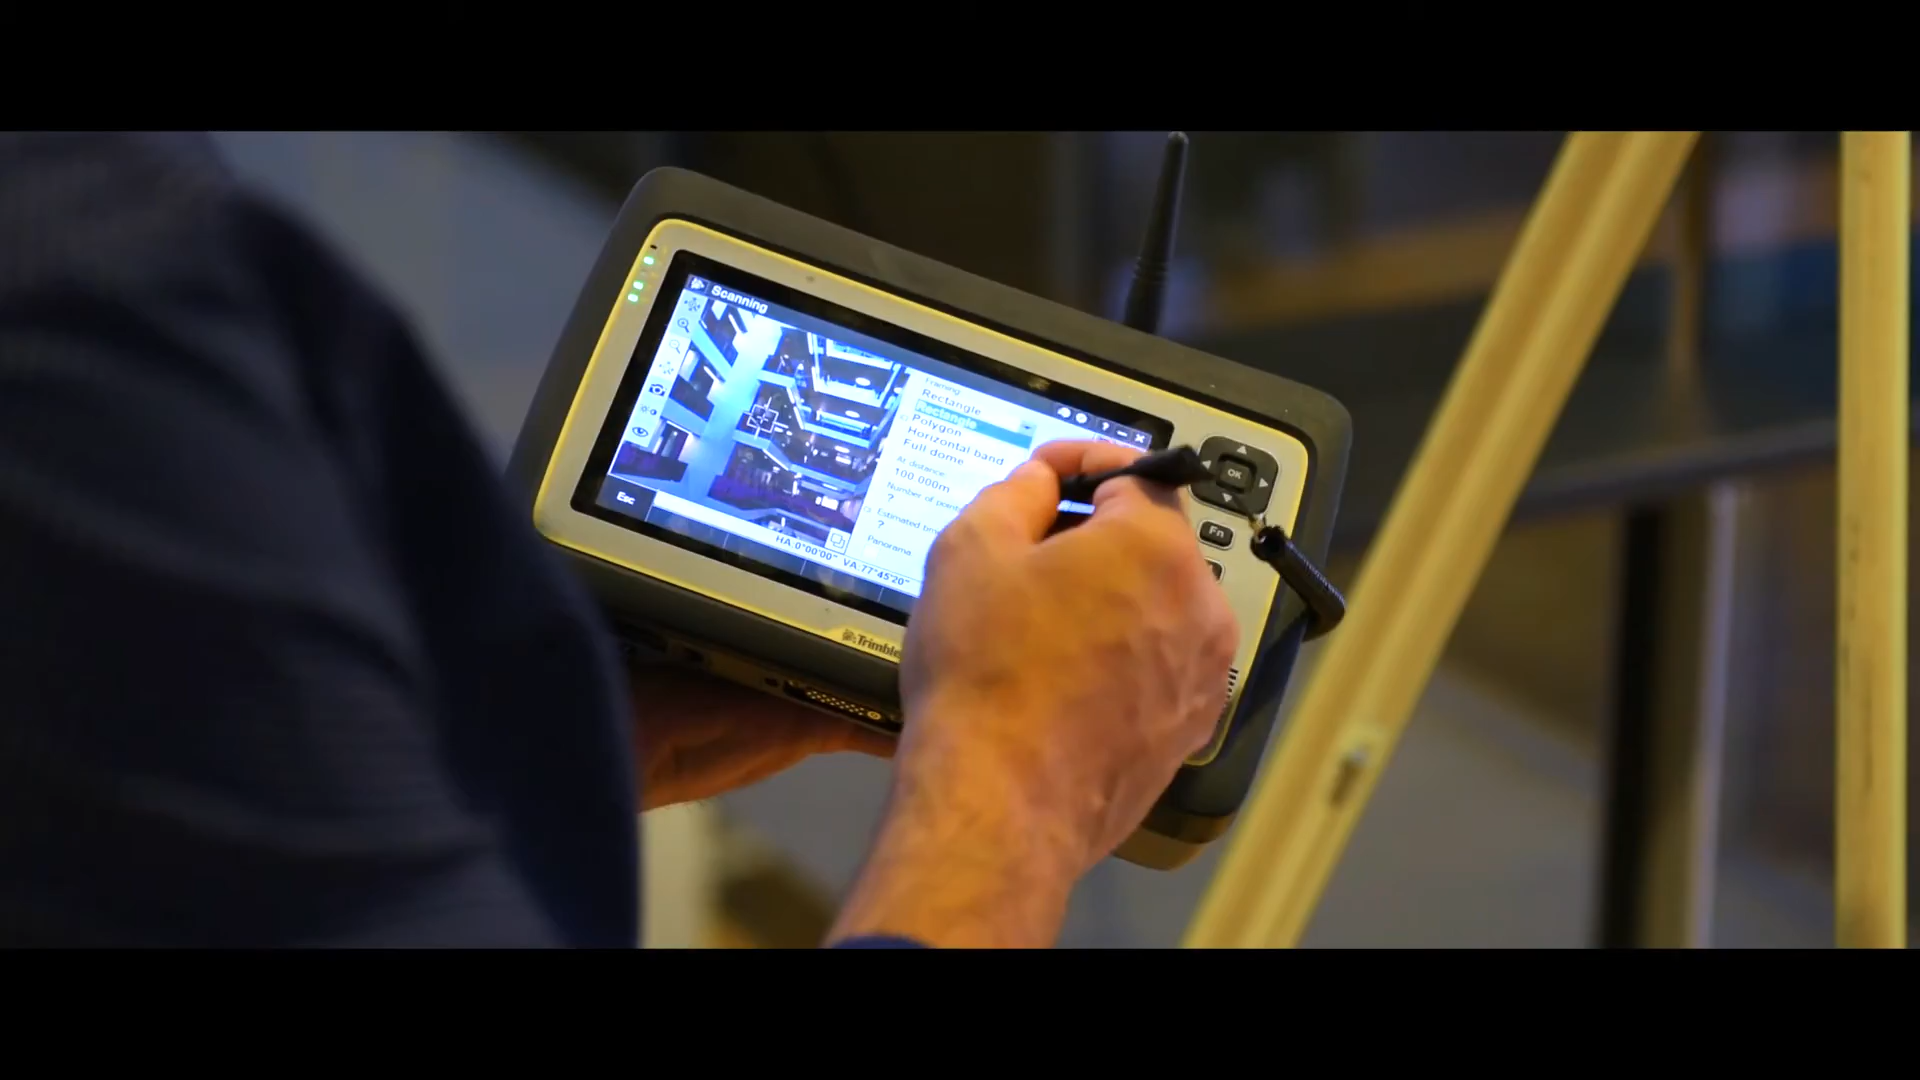 Scanning
Framing
Rectangle
Rectangle
Polygon
Horizontal band
Full dome
At distance
100.000m
Number of points
?
Estimated time
?
Panorama
Esc
HA:0°00'00" VA:77°45'20"
OK
Fn
Trimble